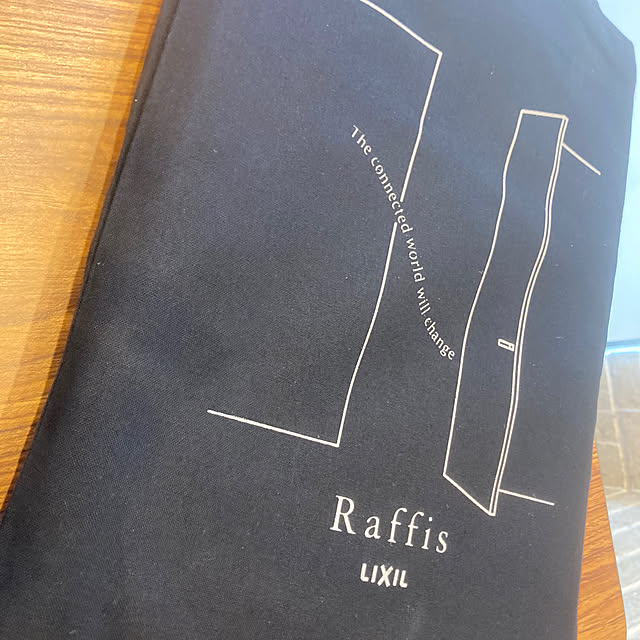 The connected world will change
Raffis
LIXIL